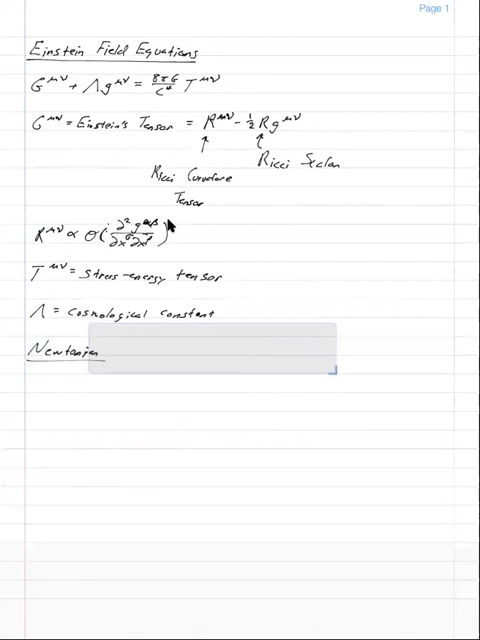 Page 1
Einstein Field Equations
G^μν + Λg^μν = 8πG/c⁴ T^μν
G^μν = Einstein's Tensor = R^μν - ½Rg^μν
Ricci Scalar
Ricci Curvature
Tensor
R^μν ∝ O(∂²g^αβ/∂x^σ∂x^ρ)
T^μν = stress-energy tensor
Λ = cosmological constant
Newtonian